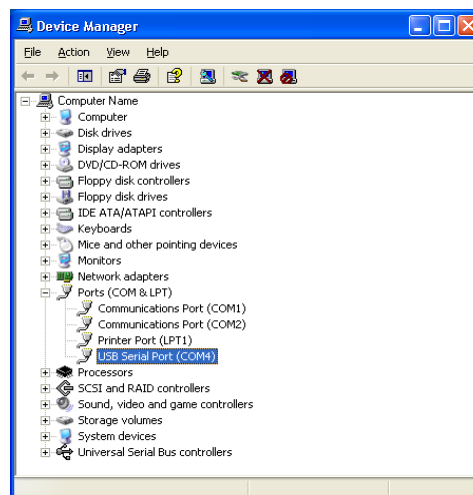 Device Manager
File Action View Help
Computer Name
Computer
Disk drives
Display adapters
DVD/CD-ROM drives
Floppy disk controllers
Floppy disk drives
IDE ATA/ATAPI controllers
Keyboards
Mice and other pointing devices
Monitors
Network adapters
Ports (COM & LPT)
Communications Port (COM1)
Communications Port (COM2)
Printer Port (LPT1)
USB Serial Port (COM4)
Processors
SCSI and RAID controllers
Sound, video and game controllers
Storage volumes
System devices
Universal Serial Bus controllers